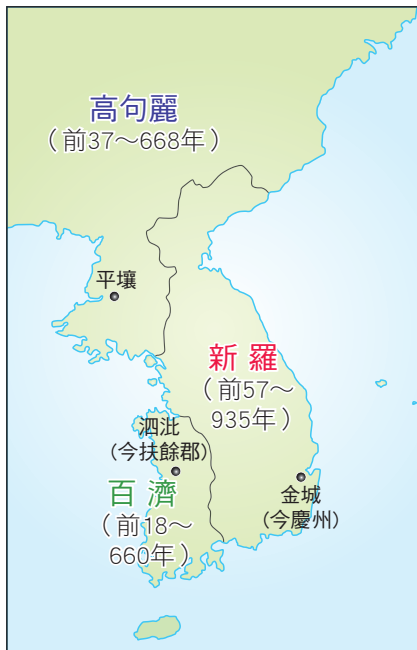 高句麗
(前37～668年)
平壤
新羅
(前57～
935年)
泗沘
(今扶餘郡)
百濟
(前18～
660年)
金城
(今慶州)